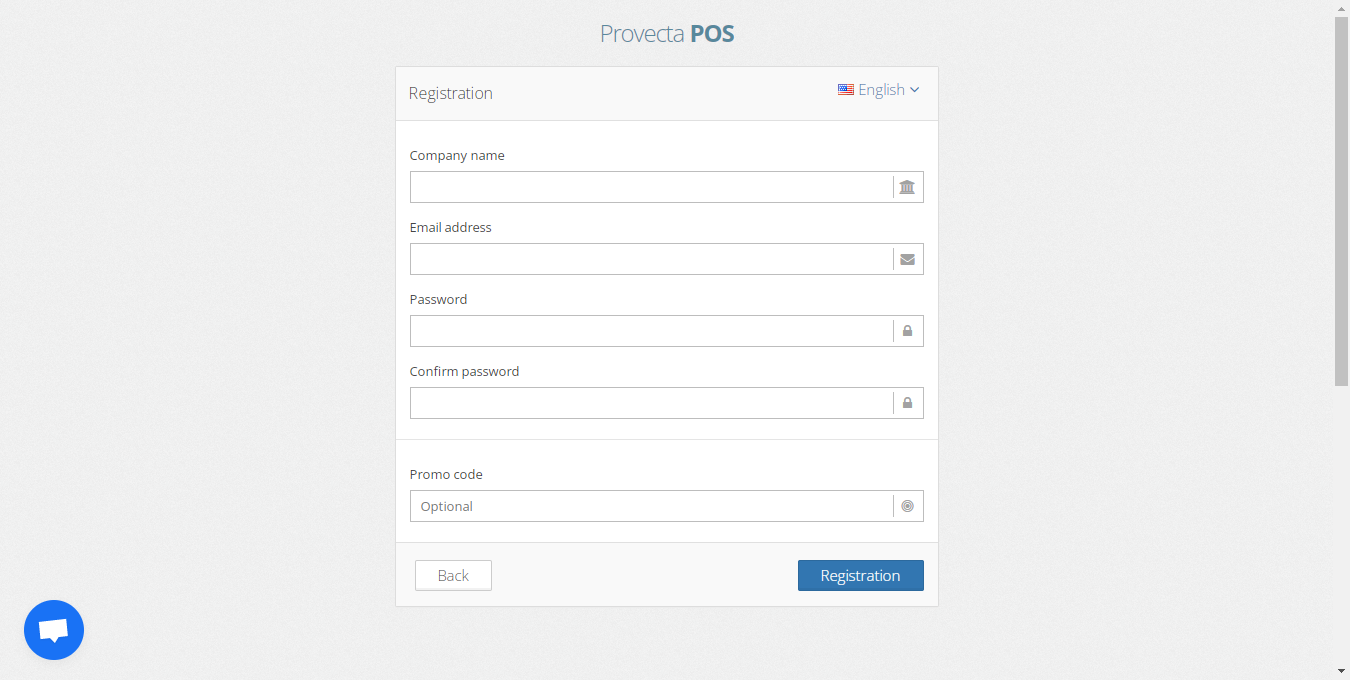 Provecta POS
Registration
English
Company name
Email address
Password
Confirm password
Promo code
Optional
Back
Registration